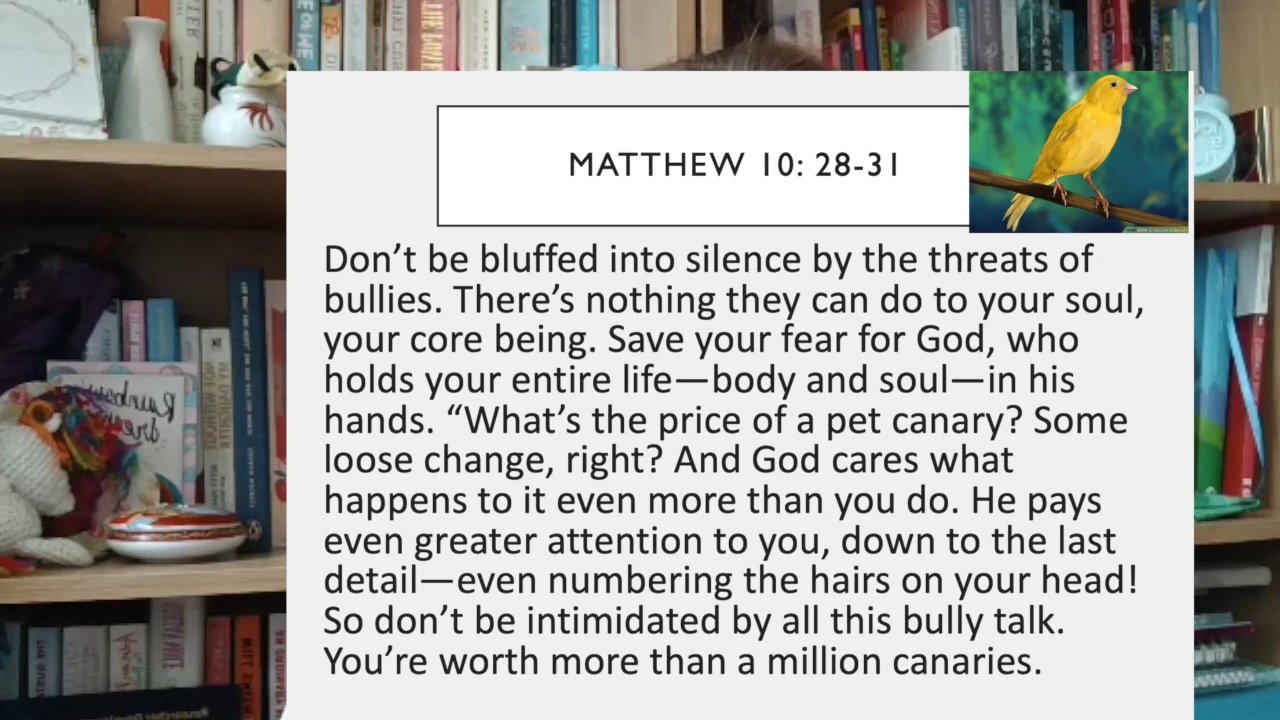 MATTHEW 10: 28-31
Don’t be bluffed into silence by the threats of
bullies. There’s nothing they can do to your soul,
your core being. Save your fear for God, who
holds your entire life—body and soul—in his
hands. “What’s the price of a pet canary? Some
loose change, right? And God cares what
happens to it even more than you do. He pays
even greater attention to you, down to the last
detail—even numbering the hairs on your head!
So don’t be intimidated by all this bully talk.
You’re worth more than a million canaries.